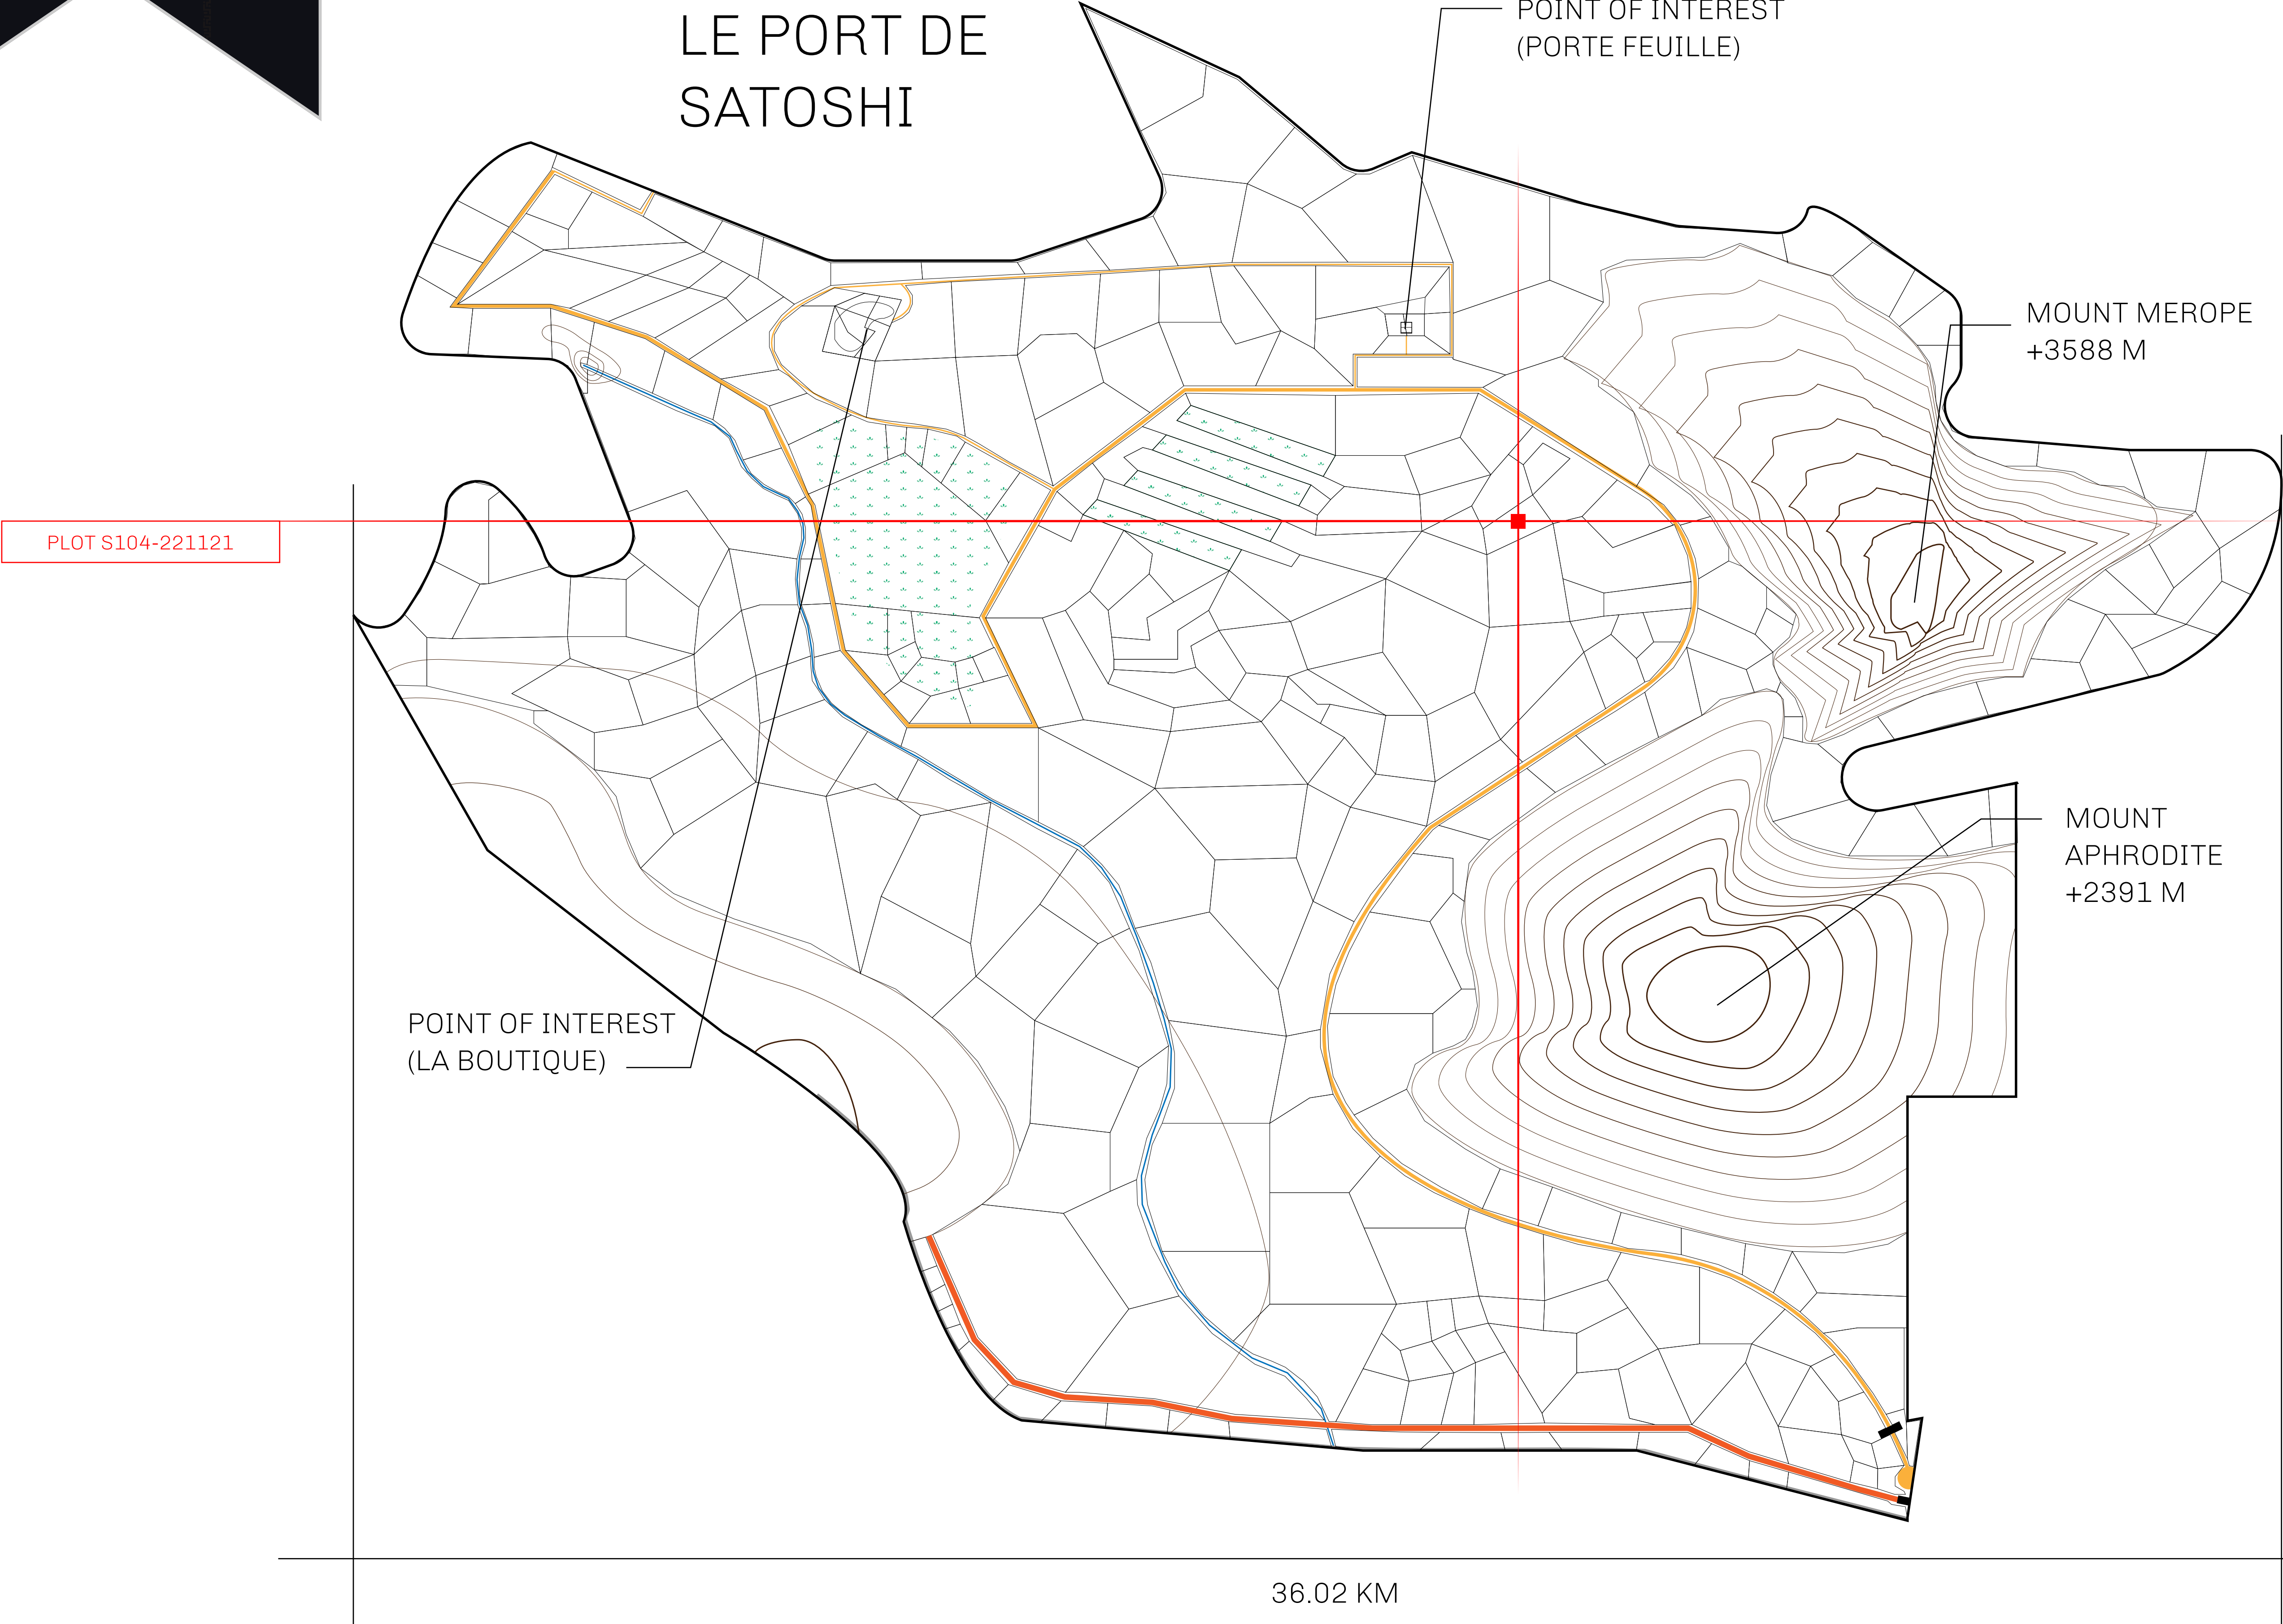 LE PORT DE
SATOSHI
POINT OF INTEREST
(PORTE FEUILLE)
MOUNT MEROPE
+3588 M
PLOT S104-221121
MOUNT
APHRODITE
+2391 M
POINT OF INTEREST
(LA BOUTIQUE)
36.02 KM